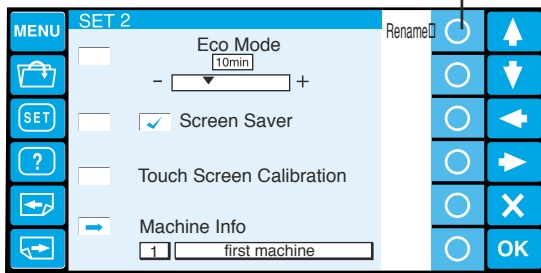 MENU
SET 2
Rename
Eco Mode
10min
- +
SET
Screen Saver
?
Touch Screen Calibration
Machine Info
1 first machine
OK